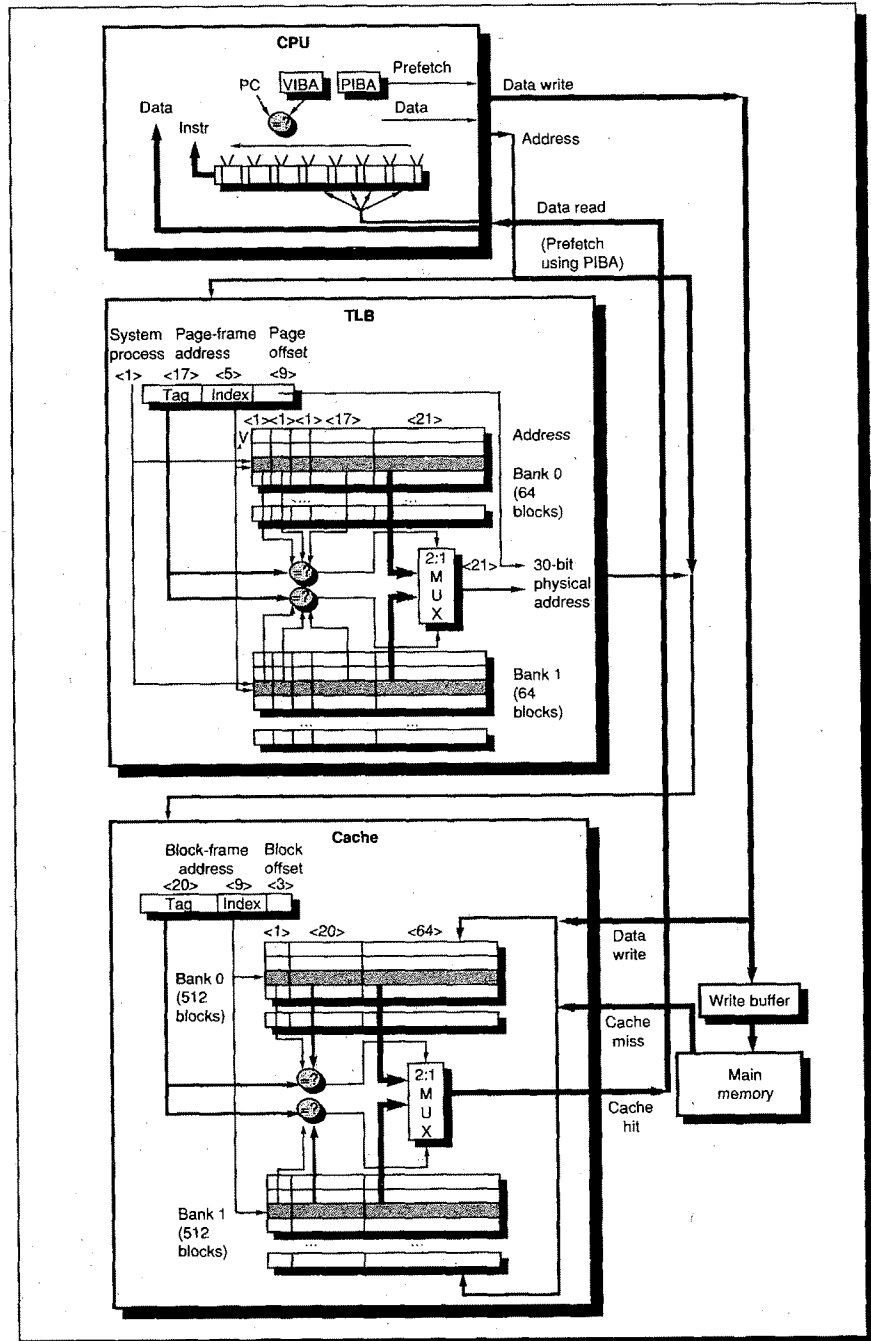 CPU
Prefetch
PC
VIBA
PIBA
Data write
Data
=?
Data
Instr
Address
Data read
(Prefetch
using PIBA)
TLB
System
process
Page-frame
address
Page
offset
<1>
<17>
<5>
<9>
Tag
Index
<1><1><1>
<17>
<21>
V
Address
Bank 0
(64
blocks)
...
...
=?
=?
2:1
M
U
X
<21>
30-bit
physical
address
Bank 1
(64
blocks)
...
...
Cache
Block-frame
address
Block
offset
<20>
<9>
<3>
Tag
Index
<1>
<20>
<64>
Data
write
Bank 0
(512
blocks)
Write buffer
Cache
miss
=?
=?
2:1
M
U
X
Main
memory
Cache
hit
Bank 1
(512
blocks)
...
...